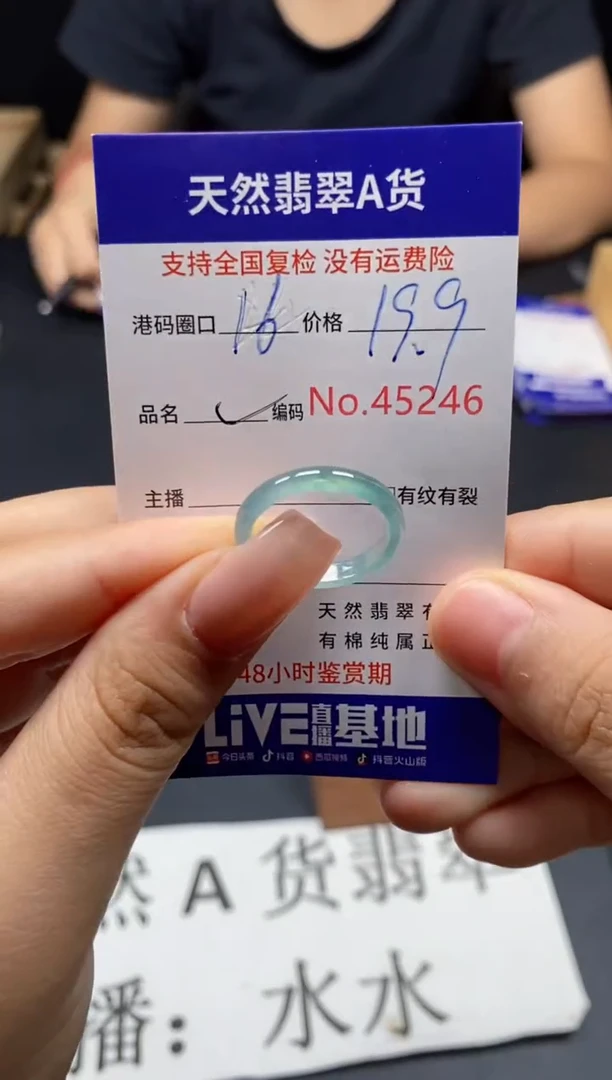 天然翡翠A货
支持全国复检 没有运费险
港码圈口 16 价格 19.9
品名 编码 No.45246
主播 有纹有裂
天然翡翠
有棉纯属
48小时鉴赏期
LiVE直播基地
今日头条 抖音 西瓜视频 抖音火山版
然A货翡翠
播：水水